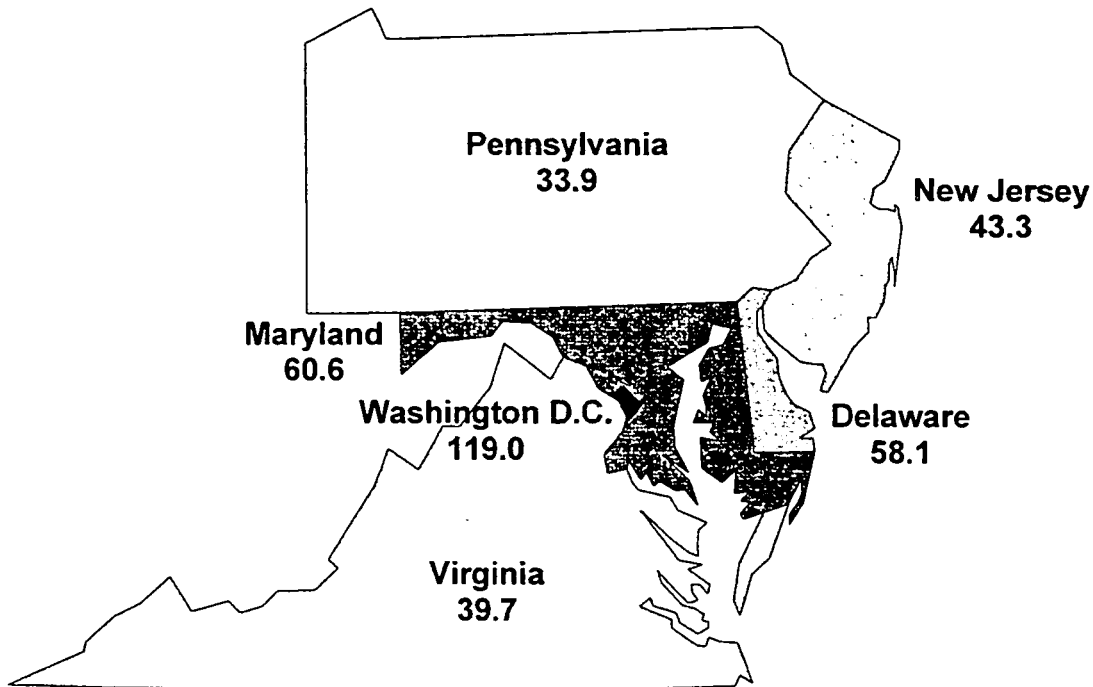 Pennsylvania
33.9
New Jersey
43.3
Maryland
60.6
Washington D.C.
119.0
Delaware
58.1
Virginia
39.7